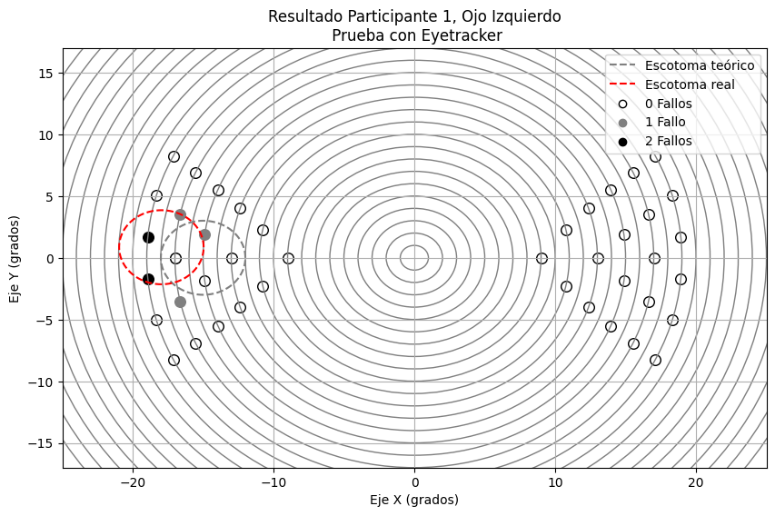 Resultado Participante 1, Ojo Izquierdo
Prueba con Eyetracker
Escotoma teórico
Escotoma real
0 Fallos
1 Fallo
2 Fallos
15
10
5
0
−5
−10
−15
Eje Y (grados)
−20
−10
0
10
20
Eje X (grados)